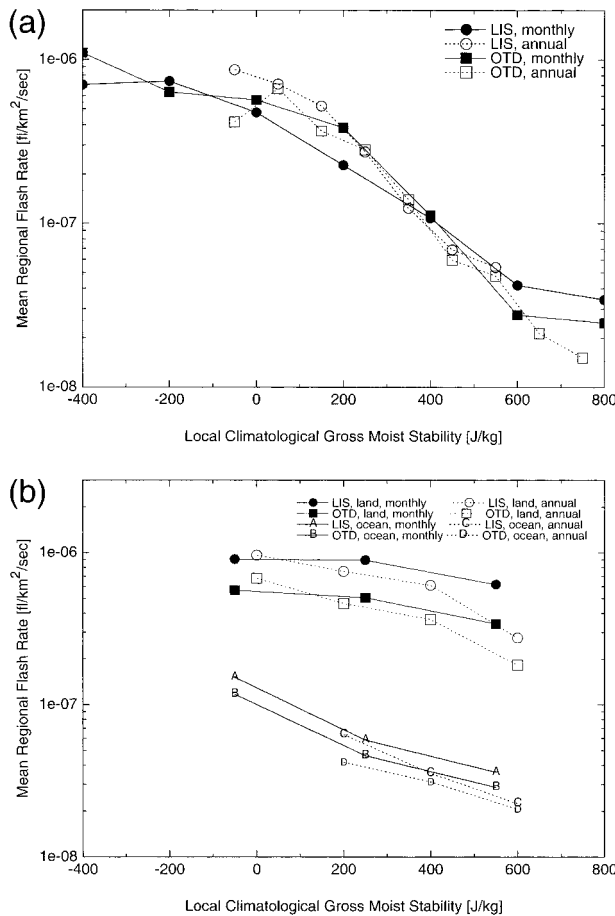 (a)
LIS, monthly
LIS, annual
OTD, monthly
OTD, annual
1e-06
1e-07
1e-08
Mean Regional Flash Rate [fl/km²/sec]
-400 -200 0 200 400 600 800
Local Climatological Gross Moist Stability [J/kg]
(b)
LIS, land, monthly LIS, land, annual
OTD, land, monthly OTD, land, annual
A LIS, ocean, monthly C LIS, ocean, annual
B OTD, ocean, monthly D OTD, ocean, annual
1e-06
1e-07
1e-08
Mean Regional Flash Rate [fl/km²/sec]
A
B
C
A
B
D
C
D
A
B
C
D
-400 -200 0 200 400 600 800
Local Climatological Gross Moist Stability [J/kg]